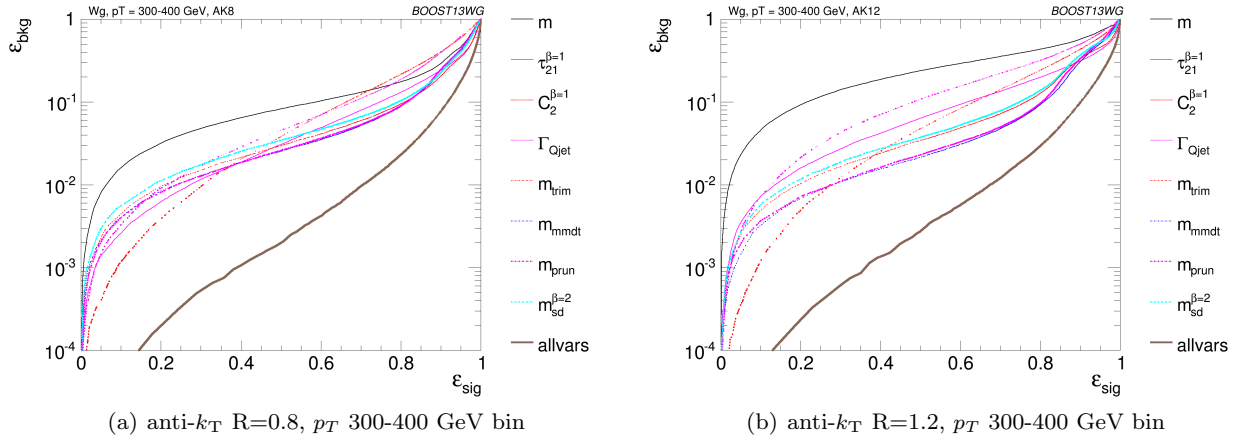 Wg, pT = 300-400 GeV, AK8
BOOST13WG
ε_bkg
1
10⁻¹
10⁻²
10⁻³
10⁻⁴
0
0.2
0.4
0.6
0.8
1
ε_sig
m
τ₂₁^β=1
C₂^β=1
Γ_Qjet
m_trim
m_mmdt
m_prun
m_sd^β=2
allvars
(a) anti-k_T R=0.8, p_T 300-400 GeV bin
Wg, pT = 300-400 GeV, AK12
BOOST13WG
ε_bkg
1
10⁻¹
10⁻²
10⁻³
10⁻⁴
0
0.2
0.4
0.6
0.8
1
ε_sig
m
τ₂₁^β=1
C₂^β=1
Γ_Qjet
m_trim
m_mmdt
m_prun
m_sd^β=2
allvars
(b) anti-k_T R=1.2, p_T 300-400 GeV bin